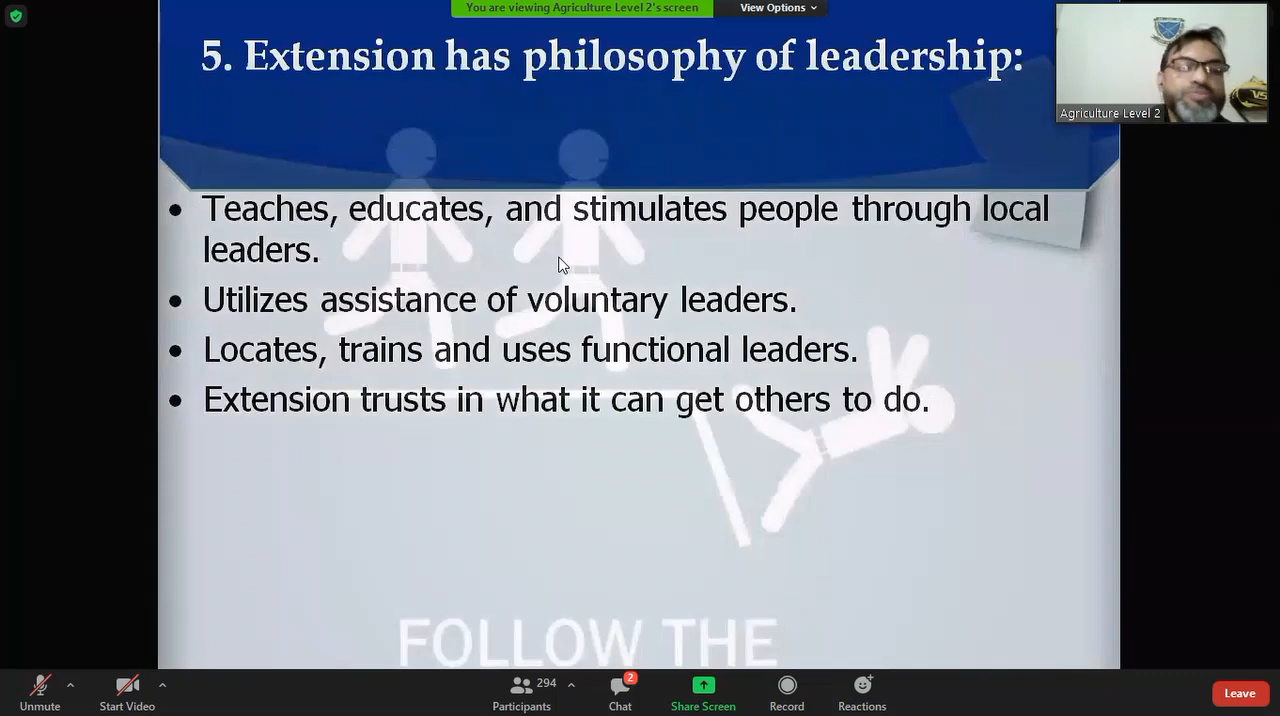 You are viewing Agriculture Level 2's screen
View Options
5. Extension has philosophy of leadership:
Agriculture Level 2
• Teaches, educates, and stimulates people through local
leaders.
• Utilizes assistance of voluntary leaders.
• Locates, trains and uses functional leaders.
• Extension trusts in what it can get others to do.
FOLLOW THE
Unmute
Start Video
294
Participants
2
Chat
Share Screen
Record
Reactions
Leave